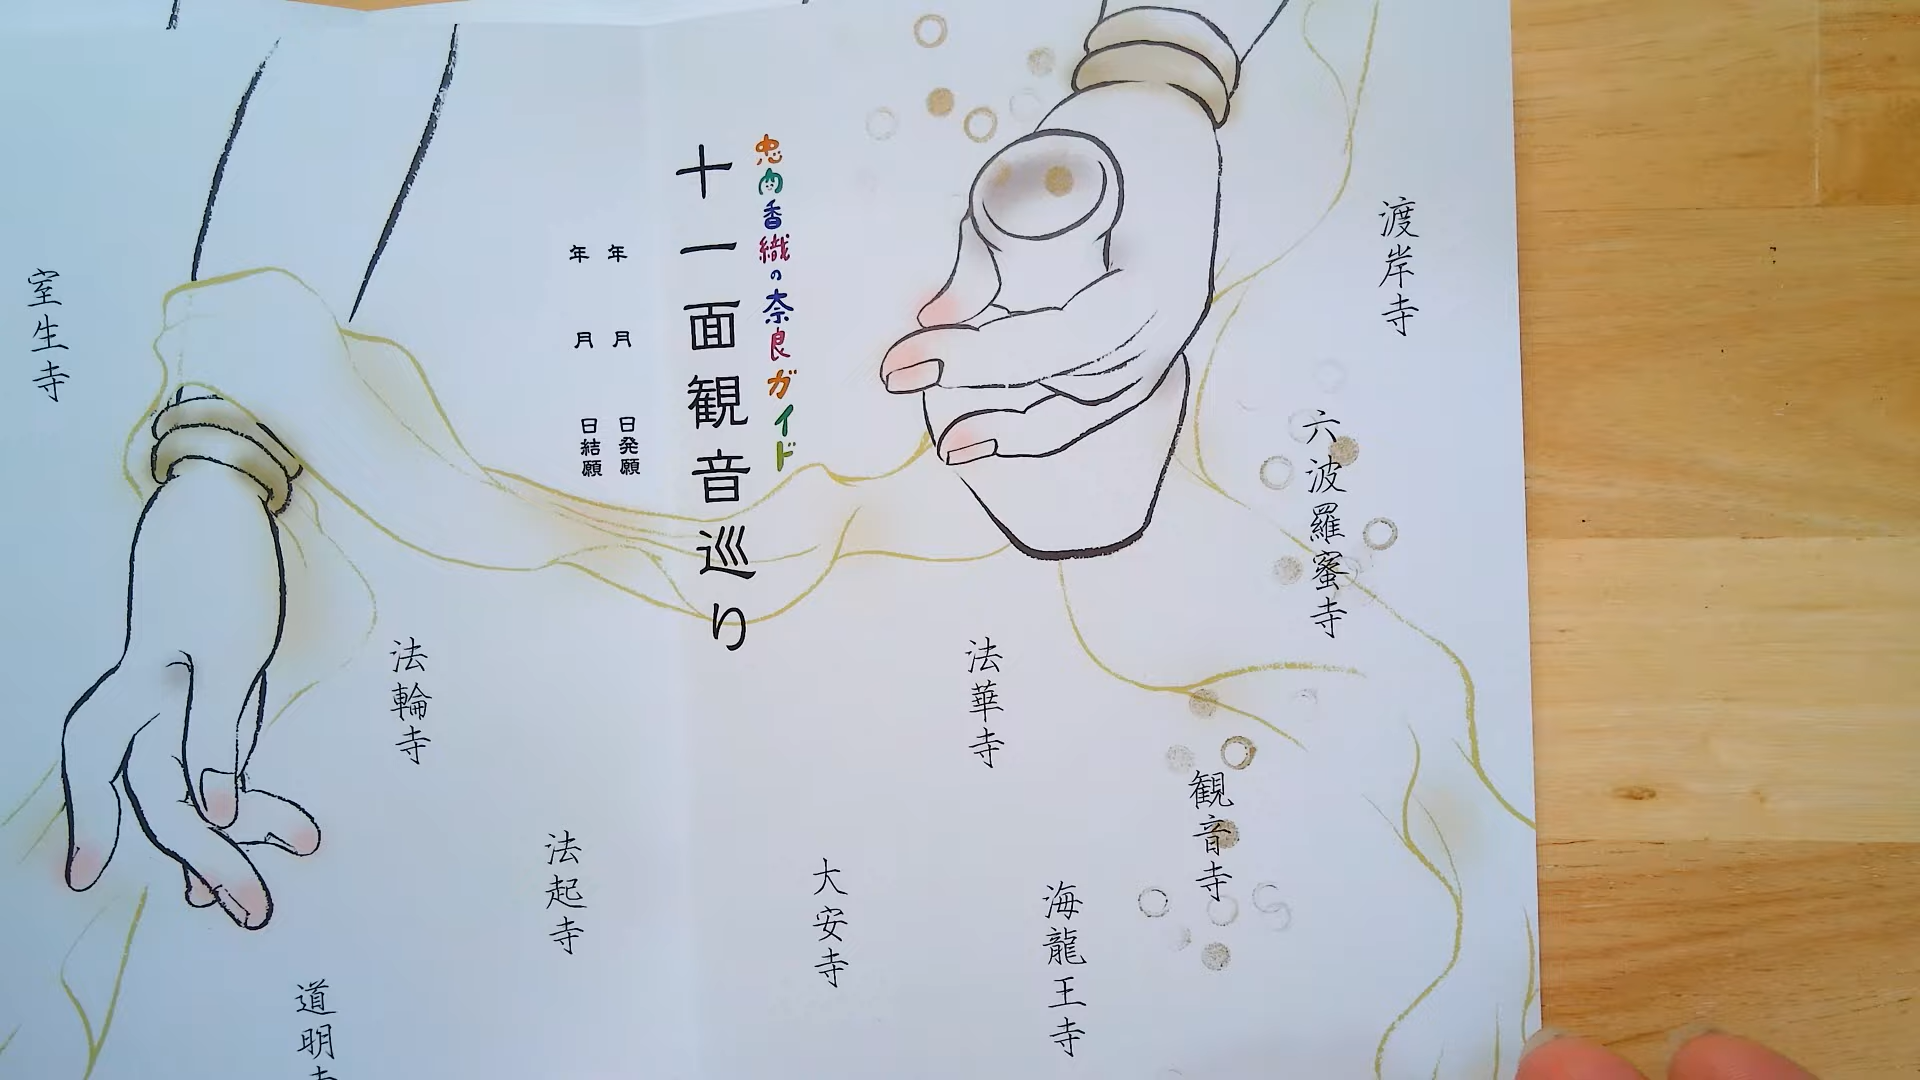 渡岸寺
六波羅蜜寺
観音寺
海龍王寺
法華寺
大安寺
忠内香織の奈良ガイド
十一面観音巡り
年 月 日発願
年 月 日結願
法起寺
法輪寺
道明寺
室生寺